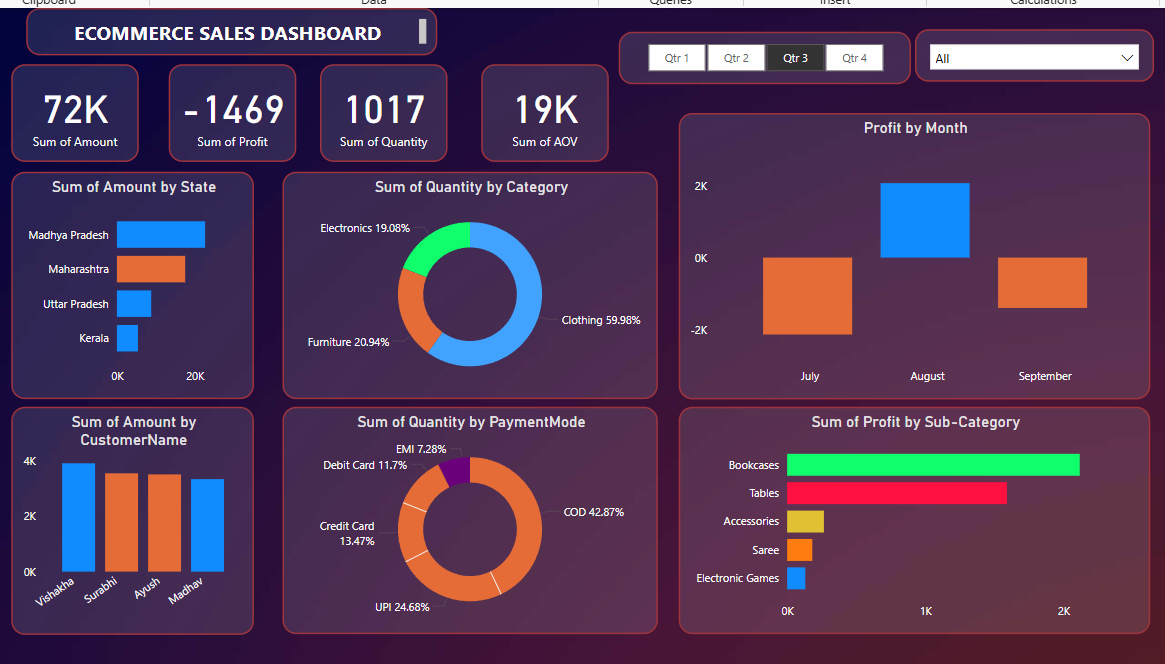 Clipboard
Data
Queries
Insert
Calculations
ECOMMERCE SALES DASHBOARD
Qtr 1
Qtr 2
Qtr 3
Qtr 4
All
72K
Sum of Amount
-1469
Sum of Profit
1017
Sum of Quantity
19K
Sum of AOV
Sum of Amount by State
Madhya Pradesh
Maharashtra
Uttar Pradesh
Kerala
0K
20K
Sum of Quantity by Category
Electronics 19.08%
Furniture 20.94%
Clothing 59.98%
Profit by Month
2K
0K
-2K
July
August
September
Sum of Amount by
CustomerName
4K
2K
0K
Vishakha
Surabhi
Ayush
Madhav
Sum of Quantity by PaymentMode
EMI 7.28%
Debit Card 11.7%
Credit Card
13.47%
UPI 24.68%
COD 42.87%
Sum of Profit by Sub-Category
Bookcases
Tables
Accessories
Saree
Electronic Games
0K
1K
2K